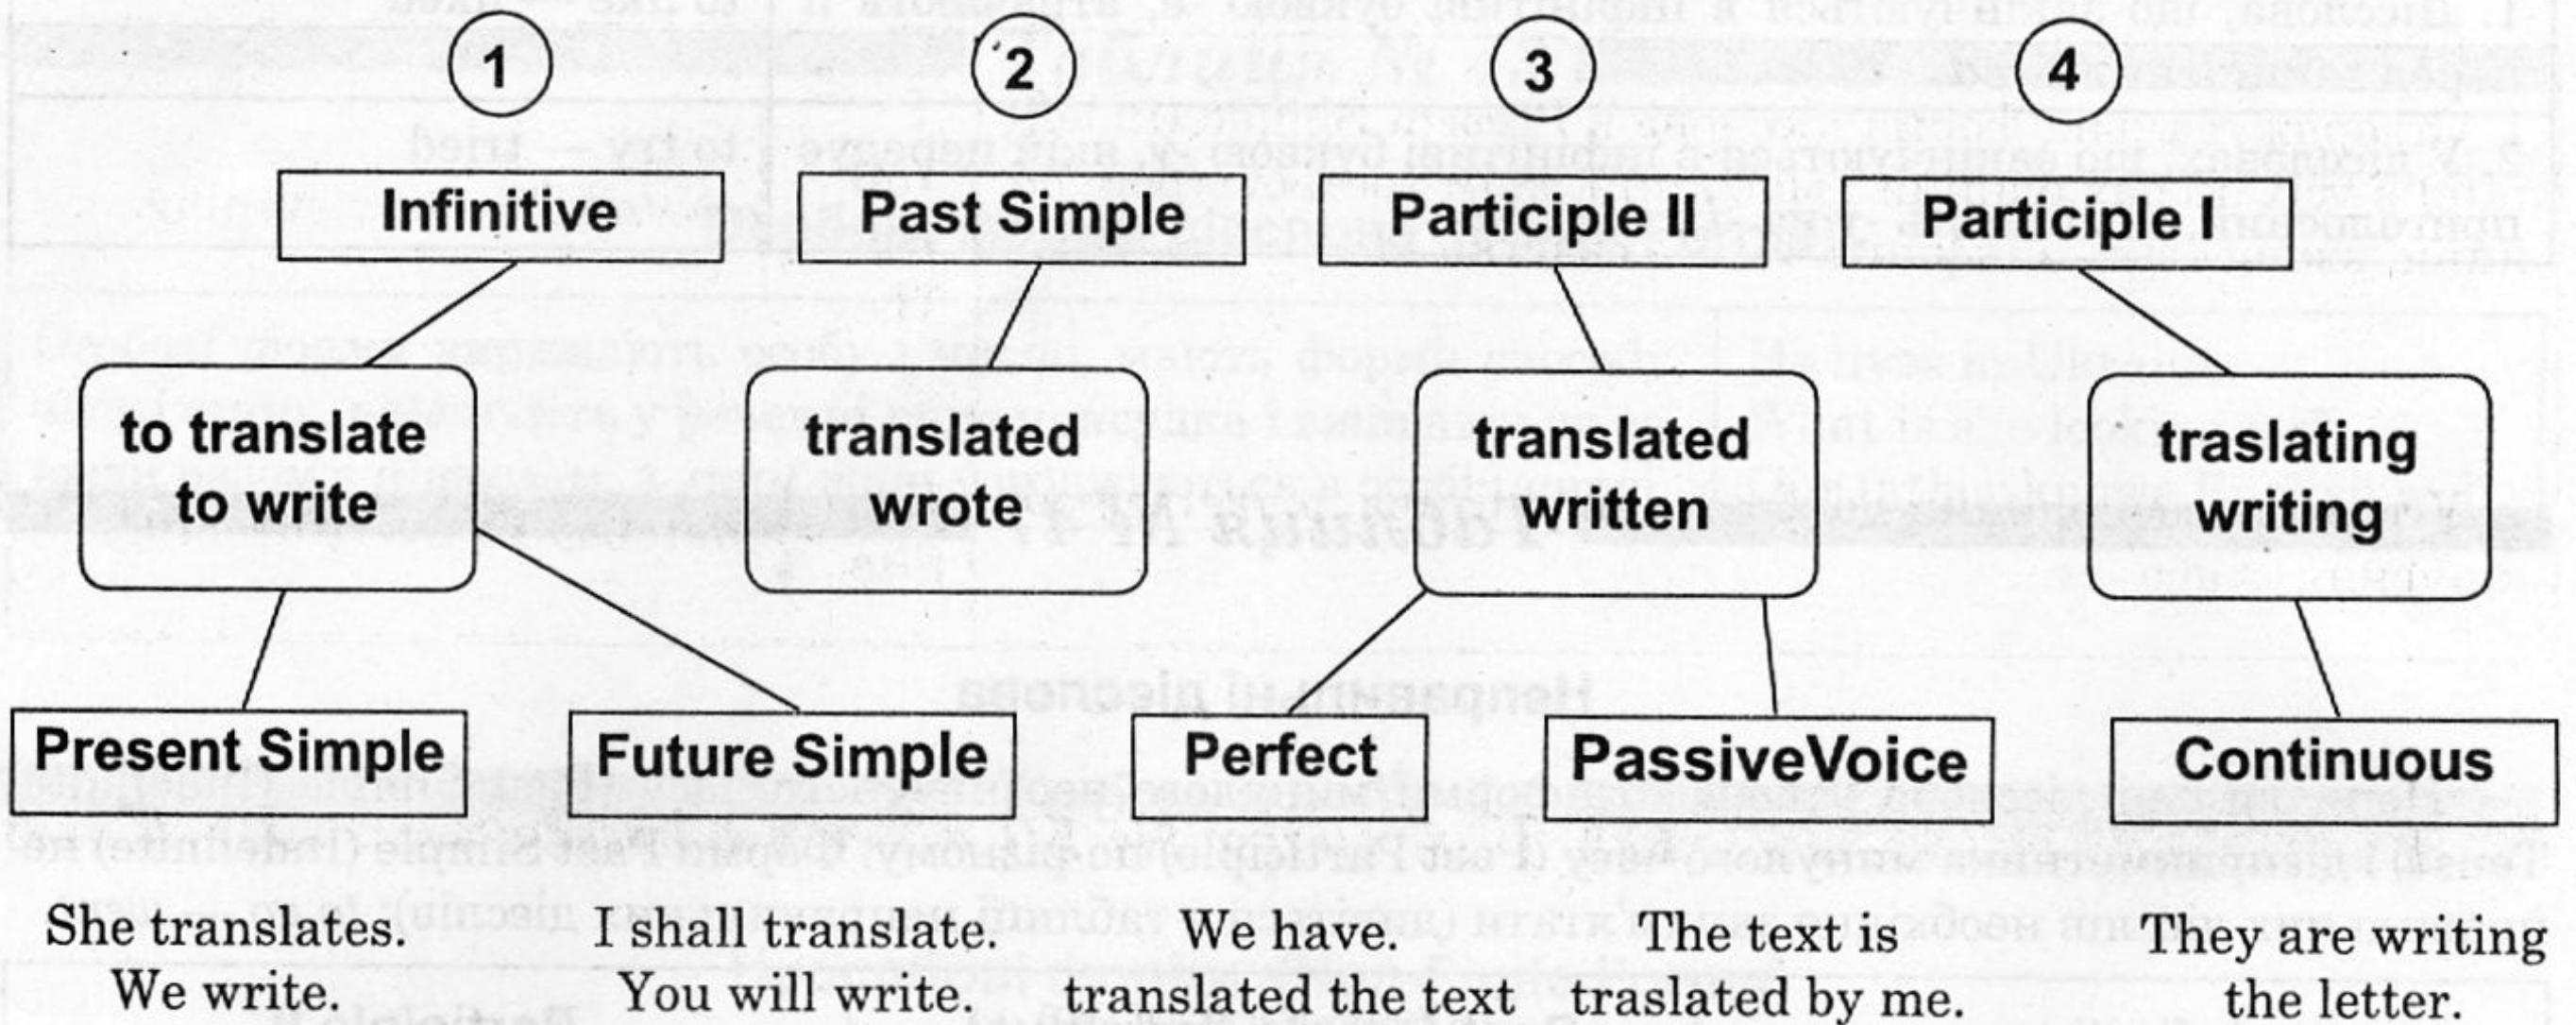 1 2 3 4
Infinitive Past Simple Participle II Participle I
to translate translated translated traslating
to write wrote written writing
Present Simple Future Simple Perfect PassiveVoice Continuous
She translates. I shall translate. We have. The text is They are writing
We write. You will write. translated the text traslated by me. the letter.